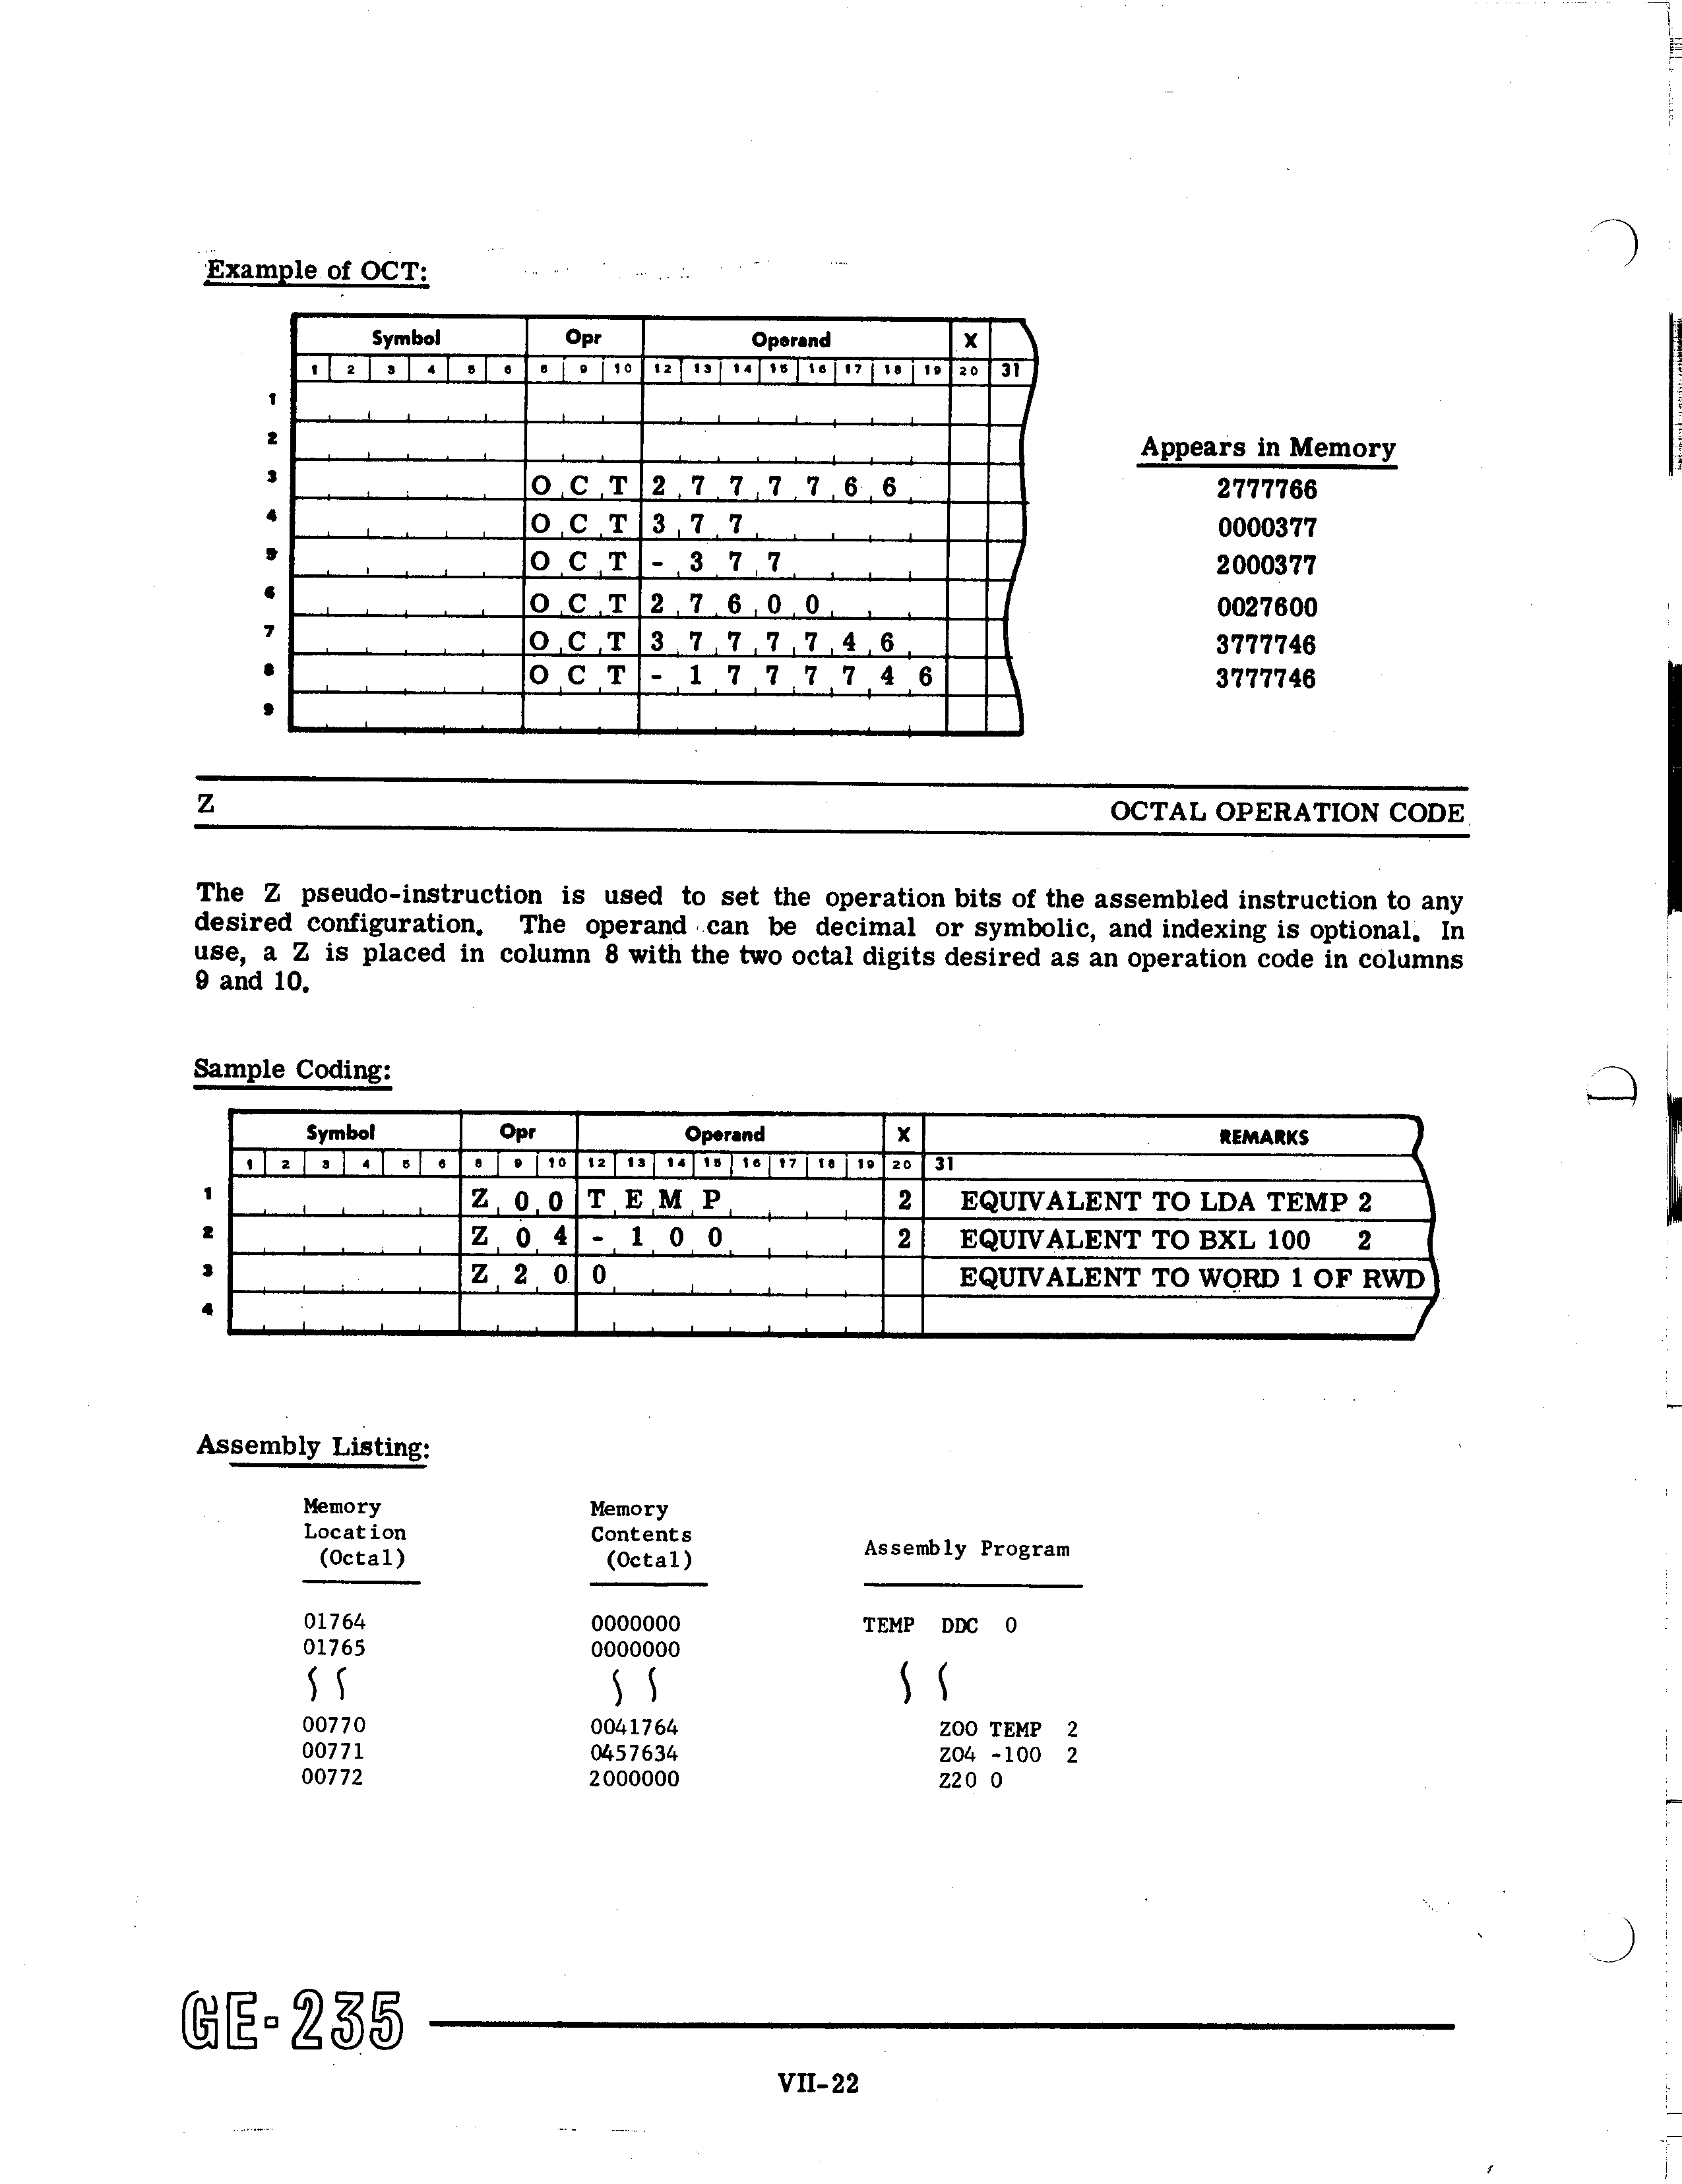 Example of OCT:
Symbol Opr Operand X
1 2 3 4 5 6 8 9 10 12 13 14 15 16 17 18 19 20 31
1
2
Appears in Memory
3 OCT 2777766 2777766
4 OCT 377 0000377
5 OCT -377 2000377
6 OCT 27600 0027600
7 OCT 3777746 3777746
8 OCT -1777746 3777746
9
Z OCTAL OPERATION CODE
The Z pseudo-instruction is used to set the operation bits of the assembled instruction to any
desired configuration. The operand can be decimal or symbolic, and indexing is optional. In
use, a Z is placed in column 8 with the two octal digits desired as an operation code in columns
9 and 10.
Sample Coding:
Symbol Opr Operand X REMARKS
1 2 3 4 5 6 8 9 10 12 13 14 15 16 17 18 19 20 31
1 Z00 TEMP 2 EQUIVALENT TO LDA TEMP 2
2 Z04 -100 2 EQUIVALENT TO BXL 100 2
3 Z20 0 EQUIVALENT TO WORD 1 OF RWD
4
Assembly Listing:
Memory Memory
Location Contents
(Octal) (Octal) Assembly Program
01764 0000000 TEMP DDC 0
01765 0000000
00770 0041764 Z00 TEMP 2
00771 0457634 Z04 -100 2
00772 2000000 Z20 0
GE-235
VII-22